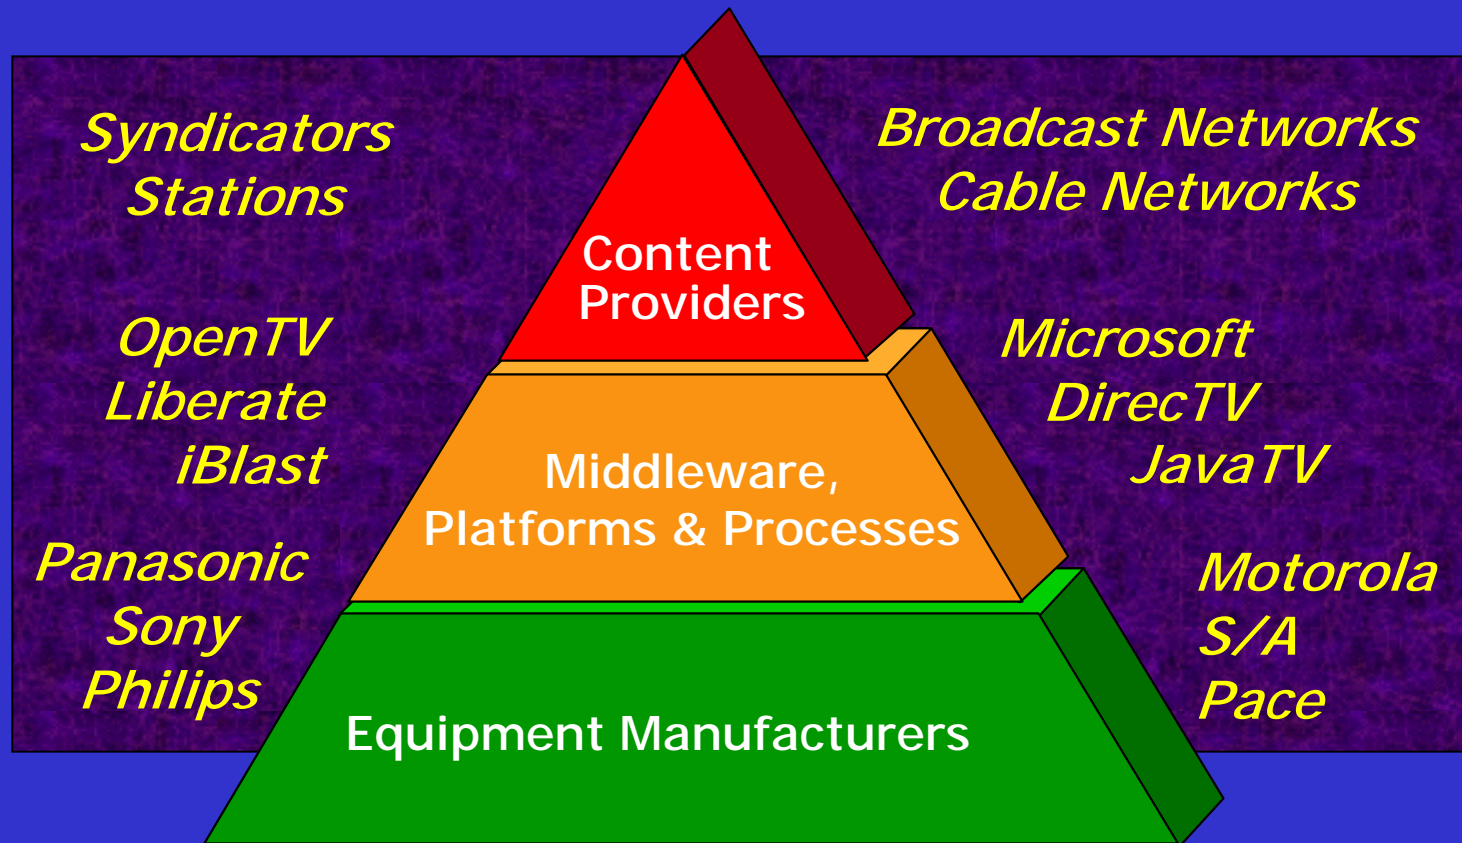 Syndicators
Stations
Broadcast Networks
Cable Networks
Content
Providers
OpenTV
Liberate
iBlast
Microsoft
DirecTV
JavaTV
Middleware,
Platforms & Processes
Panasonic
Sony
Philips
Motorola
S/A
Pace
Equipment Manufacturers